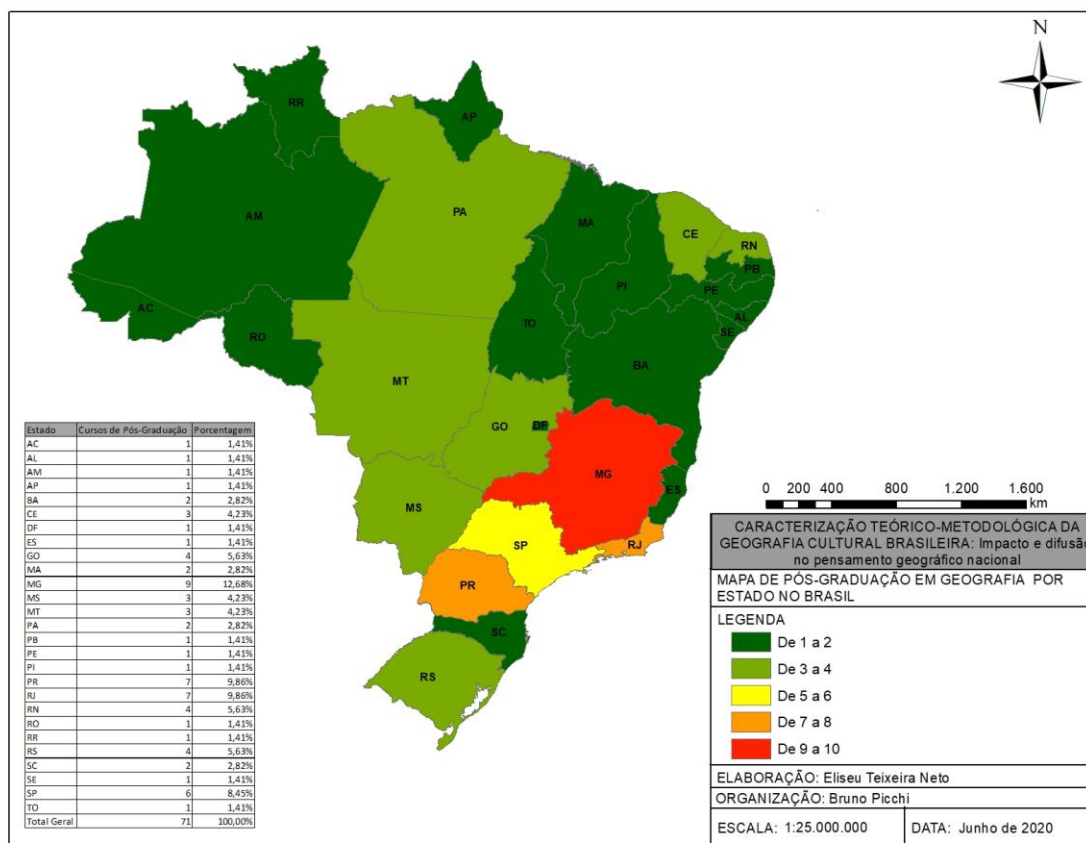 N
RR
AP
AM
PA
MA
CE
RN
PB
PI
PE
AC
AL
TO
SE
RO
BA
MT
GO
DF
MG
ES
MS
SP
RJ
PR
SC
RS
Estado Cursos de Pós-Graduação Porcentagem
AC 1 1,41%
AL 1 1,41%
AM 1 1,41%
AP 1 1,41%
BA 2 2,82%
CE 3 4,23%
DF 1 1,41%
ES 1 1,41%
GO 4 5,63%
MA 2 2,82%
MG 9 12,68%
MS 3 4,23%
MT 3 4,23%
PA 2 2,82%
PB 1 1,41%
PE 1 1,41%
PI 1 1,41%
PR 7 9,86%
RJ 7 9,86%
RN 4 5,63%
RO 1 1,41%
RR 1 1,41%
RS 4 5,63%
SC 2 2,82%
SE 1 1,41%
SP 6 8,45%
TO 1 1,41%
Total Geral 71 100,00%
0 200 400 800 1.200 1.600
km
CARACTERIZAÇÃO TEÓRICO-METODOLÓGICA DA
GEOGRAFIA CULTURAL BRASILEIRA: Impacto e difusão
no pensamento geográfico nacional
MAPA DE PÓS-GRADUAÇÃO EM GEOGRAFIA POR
ESTADO NO BRASIL
LEGENDA
De 1 a 2
De 3 a 4
De 5 a 6
De 7 a 8
De 9 a 10
ELABORAÇÃO: Eliseu Teixeira Neto
ORGANIZAÇÃO: Bruno Picchi
ESCALA: 1:25.000.000
DATA: Junho de 2020